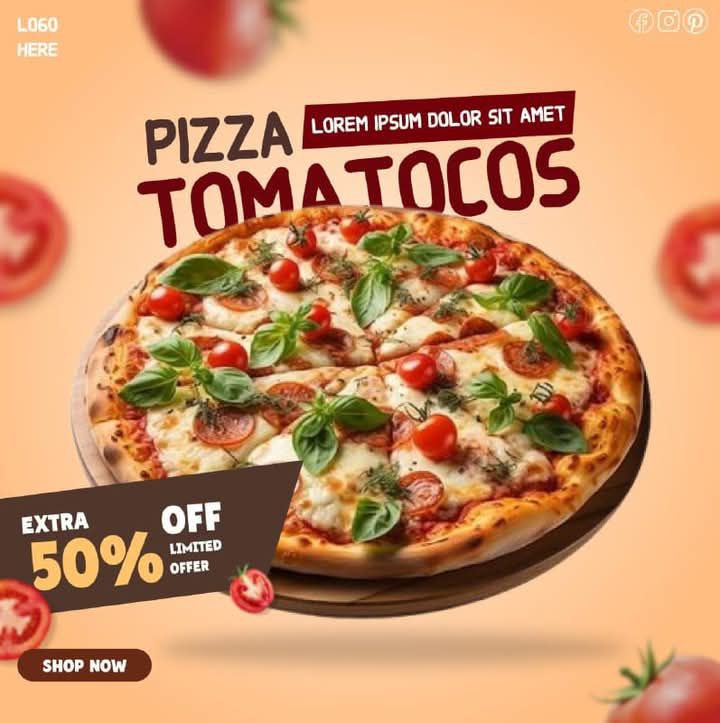 LOGO
HERE
LOREM IPSUM DOLOR SIT AMET
PIZZA
TOMATOCOS
EXTRA
50%
OFF
LIMITED
OFFER
SHOP NOW